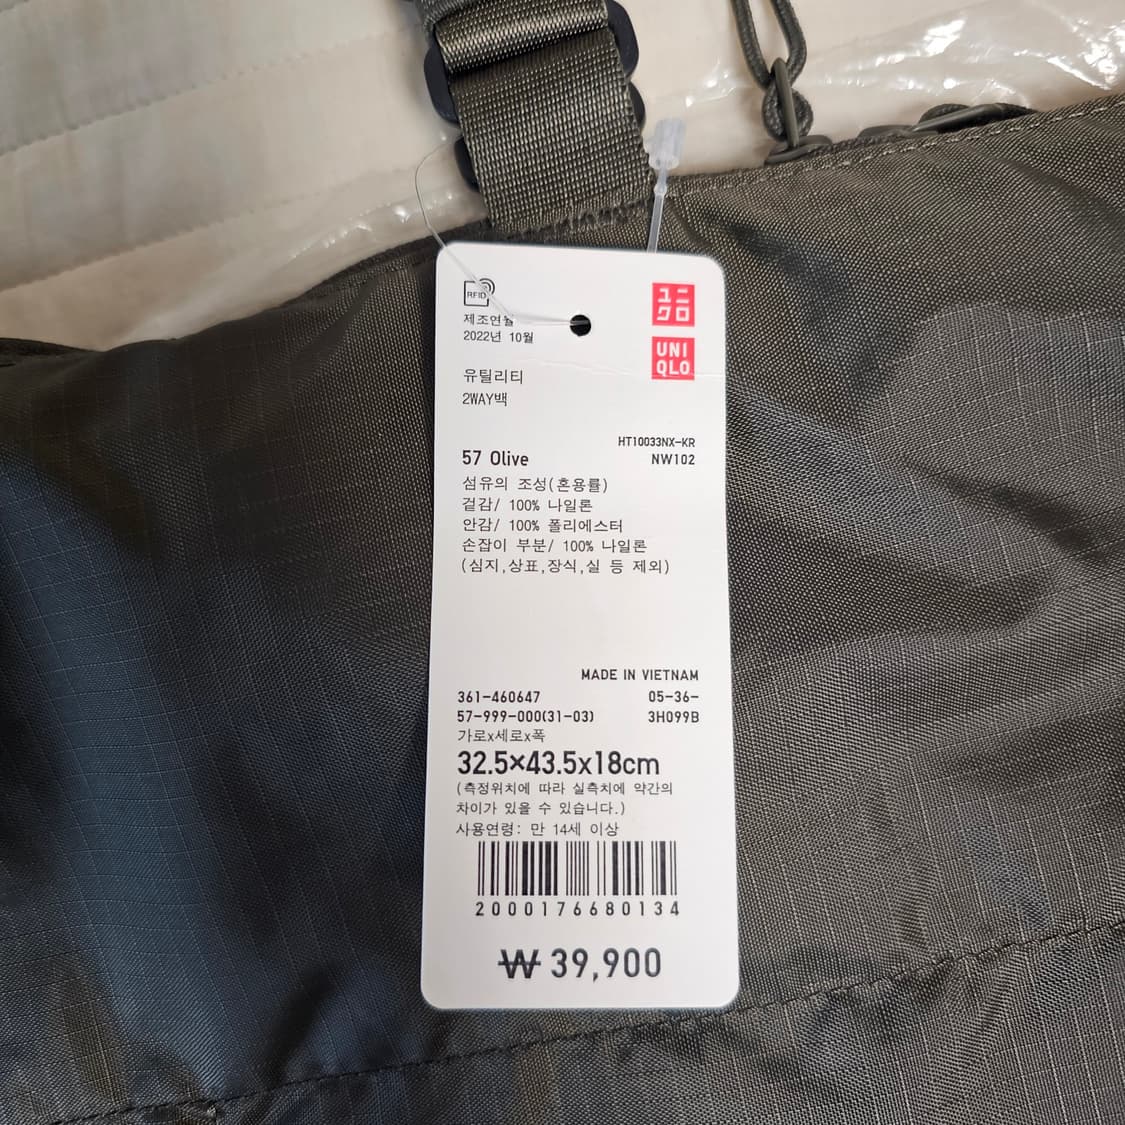 RFID
제조연월
2022년 10월
ユニ
クロ
UNI
QLO
유틸리티
2WAY백
HT10033NX-KR
57 Olive NW102
섬유의 조성(혼용률)
겉감/ 100% 나일론
안감/ 100% 폴리에스터
손잡이 부분/ 100% 나일론
(심지,상표,장식,실 등 제외)
MADE IN VIETNAM
361-460647 05-36-
57-999-000(31-03) 3H099B
가로x세로x폭
32.5×43.5x18cm
(측정위치에 따라 실측치에 약간의
차이가 있을 수 있습니다.)
사용연령: 만 14세 이상
2000176680134
₩ 39,900